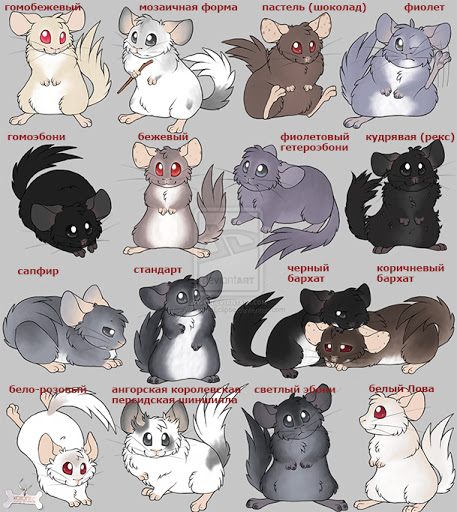 гомобежевый
мозаичная форма
пастель (шоколад)
фиолет
гомоэбони
бежевый
фиолетовый
гетероэбони
кудрявая (рекс)
сапфир
стандарт
черный
бархат
коричневый
бархат
бело-розовый
ангорская королевская
персидская шиншилла
светлый эбони
белый Лова
deviantART